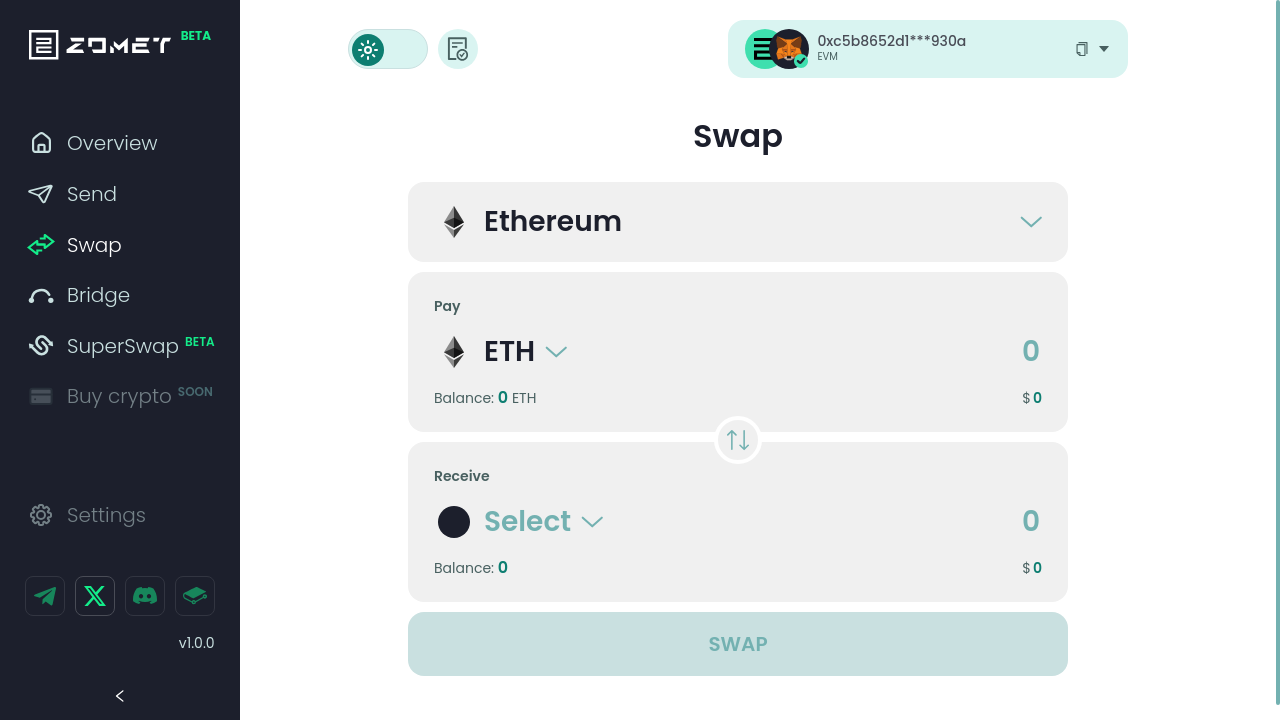 ZOMET BETA
Overview
Send
Swap
Bridge
SuperSwap BETA
Buy crypto SOON
Settings
v1.0.0
0xc5b8652d1***930a
EVM
Swap
Ethereum
Pay
ETH 0
Balance: 0 ETH $0
Receive
Select 0
Balance: 0 $0
SWAP